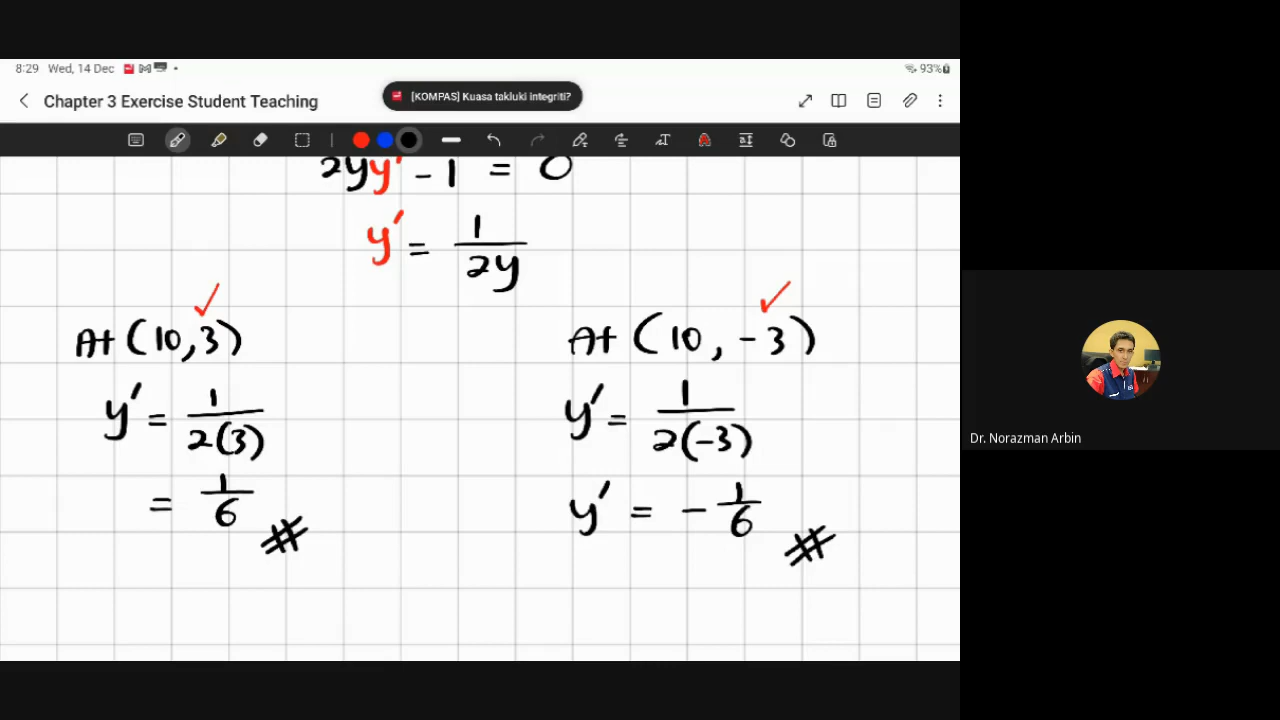 8:29 Wed, 14 Dec
93%
Chapter 3 Exercise Student Teaching
[KOMPAS] Kuasa takluki integriti?
2yy' - 1 = 0
y' = 1/2y
At (10, 3)
y' = 1/2(3)
= 1/6 #
At (10, -3)
y' = 1/2(-3)
y' = - 1/6 #
Dr. Norazman Arbin